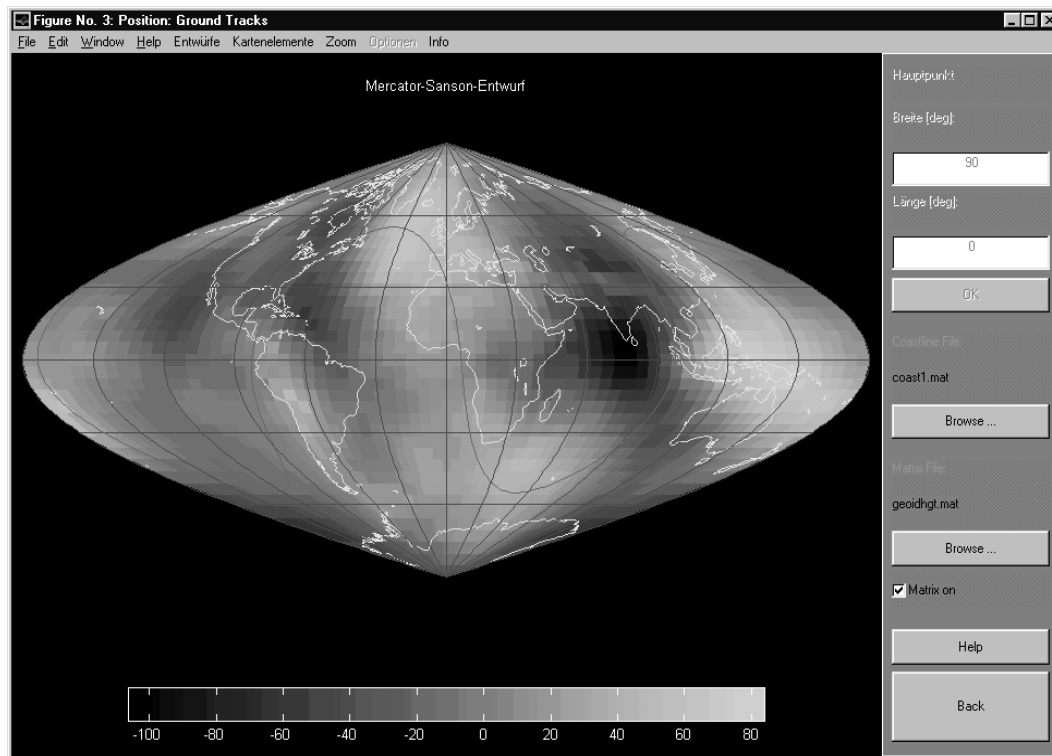 Figure No. 3: Position: Ground Tracks
File Edit Window Help Entwürfe Kartenelemente Zoom Optionen Info
Mercator-Sanson-Entwurf
Hauptpunkt
Breite [deg]:
90
Länge [deg]:
0
OK
Coastline File:
coast1.mat
Browse ...
Matrix File:
geoidhgt.mat
Browse ...
Matrix on
Help
Back
-100 -80 -60 -40 -20 0 20 40 60 80